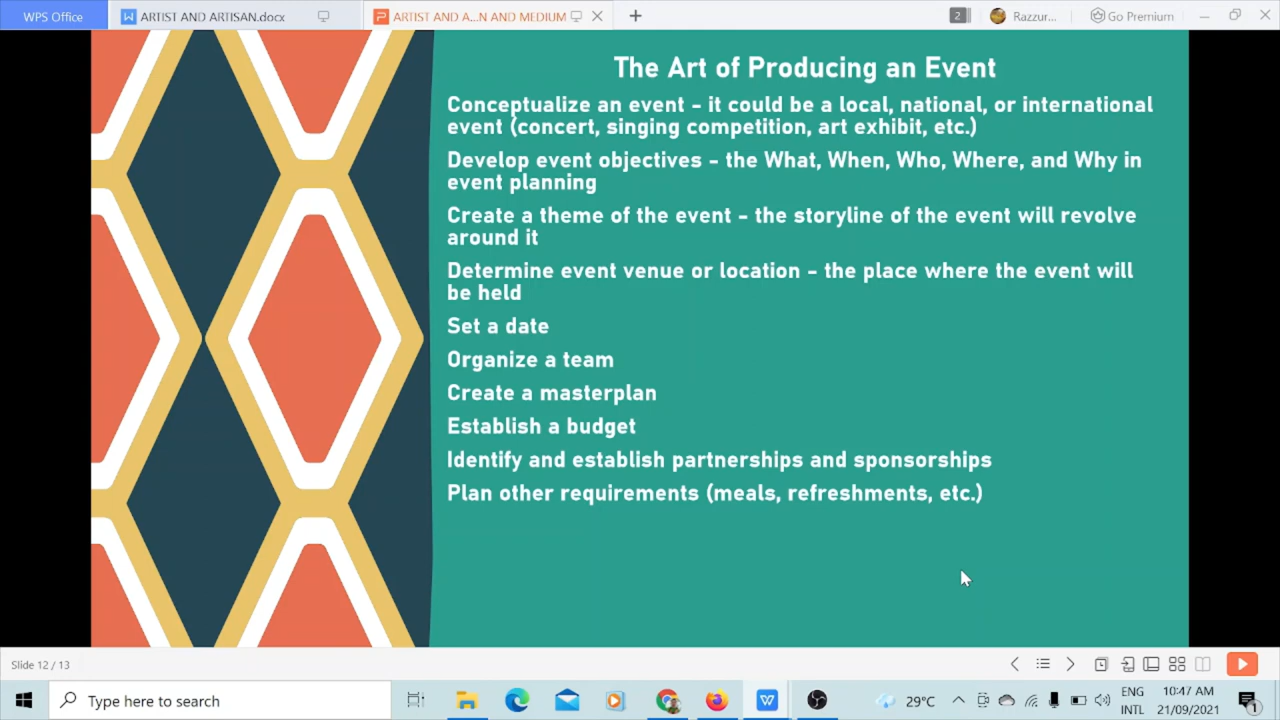 WPS Office
ARTIST AND ARTISAN.docx
ARTIST AND A...N AND MEDIUM
2
Razzur...
Go Premium
The Art of Producing an Event
Conceptualize an event - it could be a local, national, or international
event (concert, singing competition, art exhibit, etc.)
Develop event objectives - the What, When, Who, Where, and Why in
event planning
Create a theme of the event - the storyline of the event will revolve
around it
Determine event venue or location - the place where the event will
be held
Set a date
Organize a team
Create a masterplan
Establish a budget
Identify and establish partnerships and sponsorships
Plan other requirements (meals, refreshments, etc.)
Slide 12 / 13
Type here to search
29°C
ENG
INTL
10:47 AM
21/09/2021
1